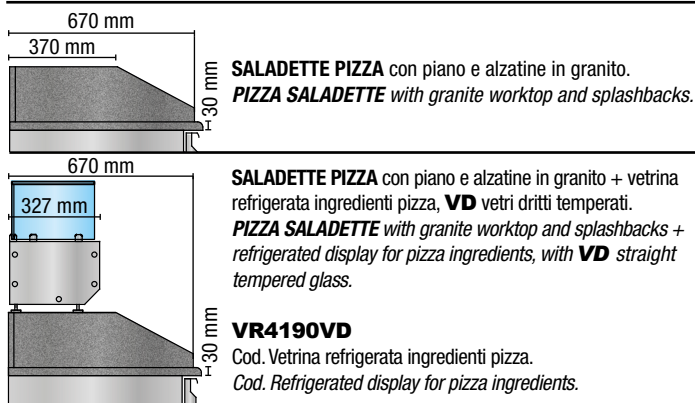 670 mm
370 mm
30 mm
SALADETTE PIZZA con piano e alzatine in granito.
PIZZA SALADETTE with granite worktop and splashbacks.
670 mm
327 mm
30 mm
SALADETTE PIZZA con piano e alzatine in granito + vetrina
refrigerata ingredienti pizza, VD vetri dritti temperati.
PIZZA SALADETTE with granite worktop and splashbacks +
refrigerated display for pizza ingredients, with VD straight
tempered glass.
VR4190VD
Cod. Vetrina refrigerata ingredienti pizza.
Cod. Refrigerated display for pizza ingredients.